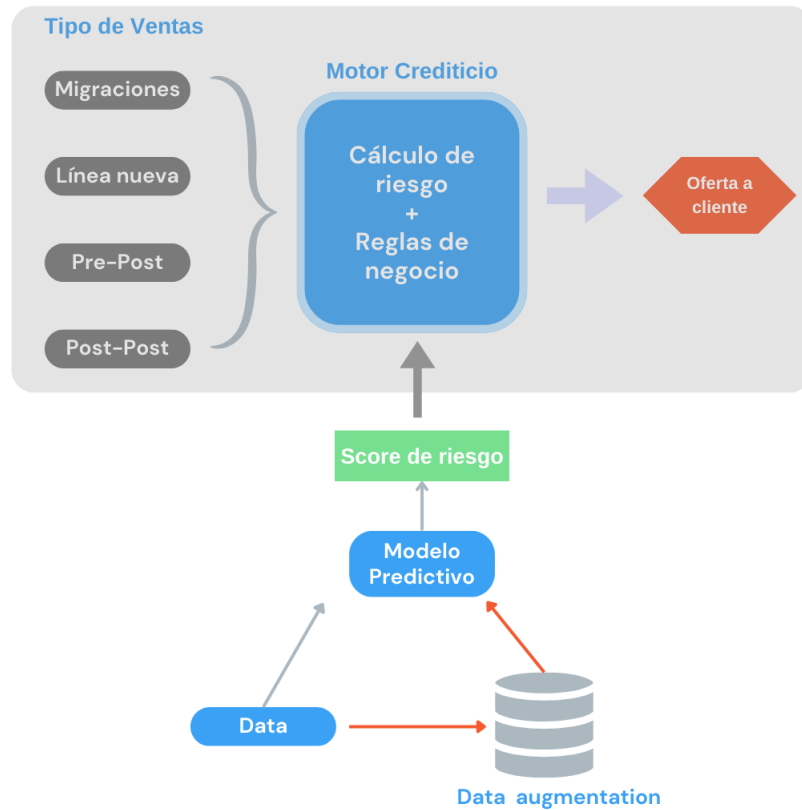 Tipo de Ventas
Migraciones
Línea nueva
Pre-Post
Post-Post
Motor Crediticio
Cálculo de
riesgo
+
Reglas de
negocio
Oferta a
cliente
Score de riesgo
Modelo
Predictivo
Data
Data augmentation